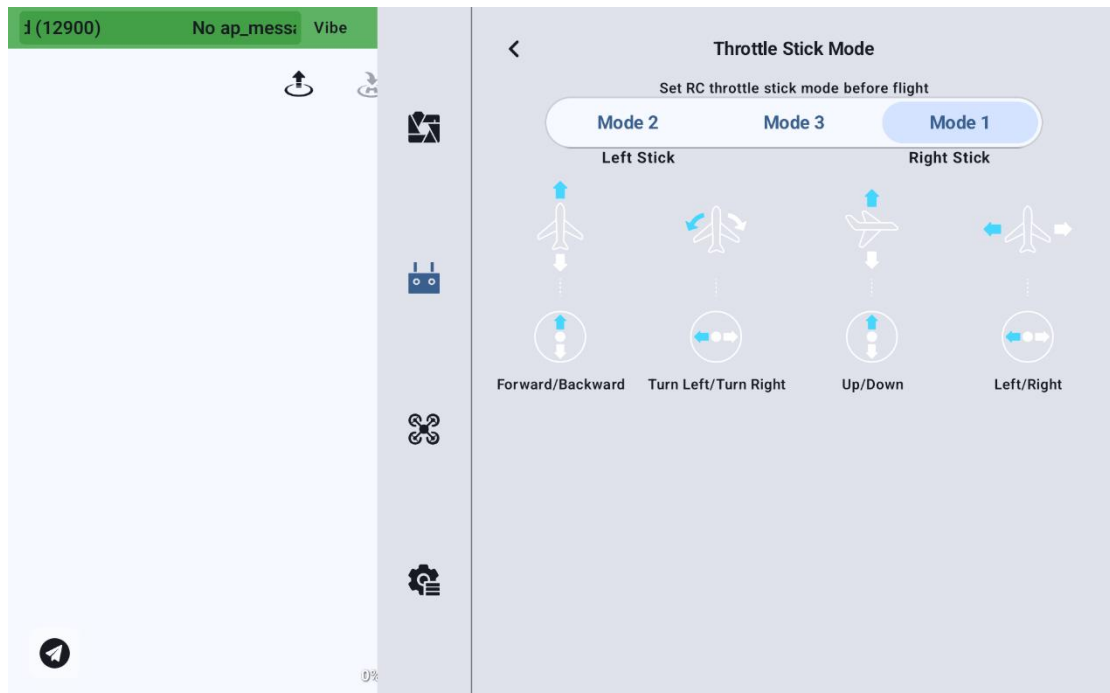 (12900) No ap_mess Vibe
Throttle Stick Mode
Set RC throttle stick mode before flight
Mode 2 Mode 3 Mode 1
Left Stick Right Stick
Forward/Backward Turn Left/Turn Right Up/Down Left/Right
0%